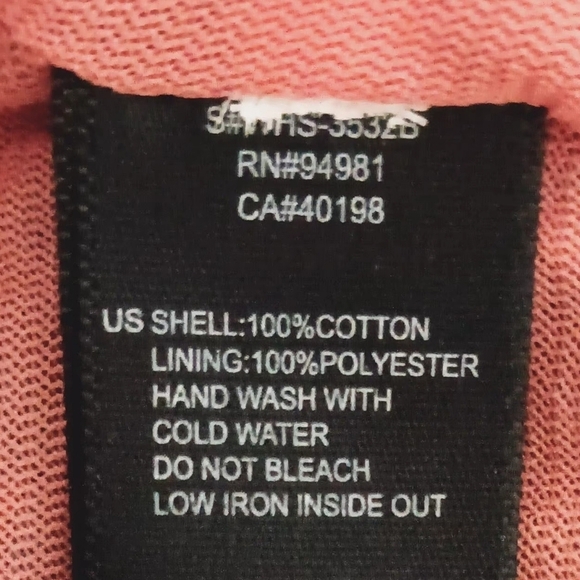 RN#94981
CA#40198
US SHELL:100%COTTON
LINING:100%POLYESTER
HAND WASH WITH
COLD WATER
DO NOT BLEACH
LOW IRON INSIDE OUT